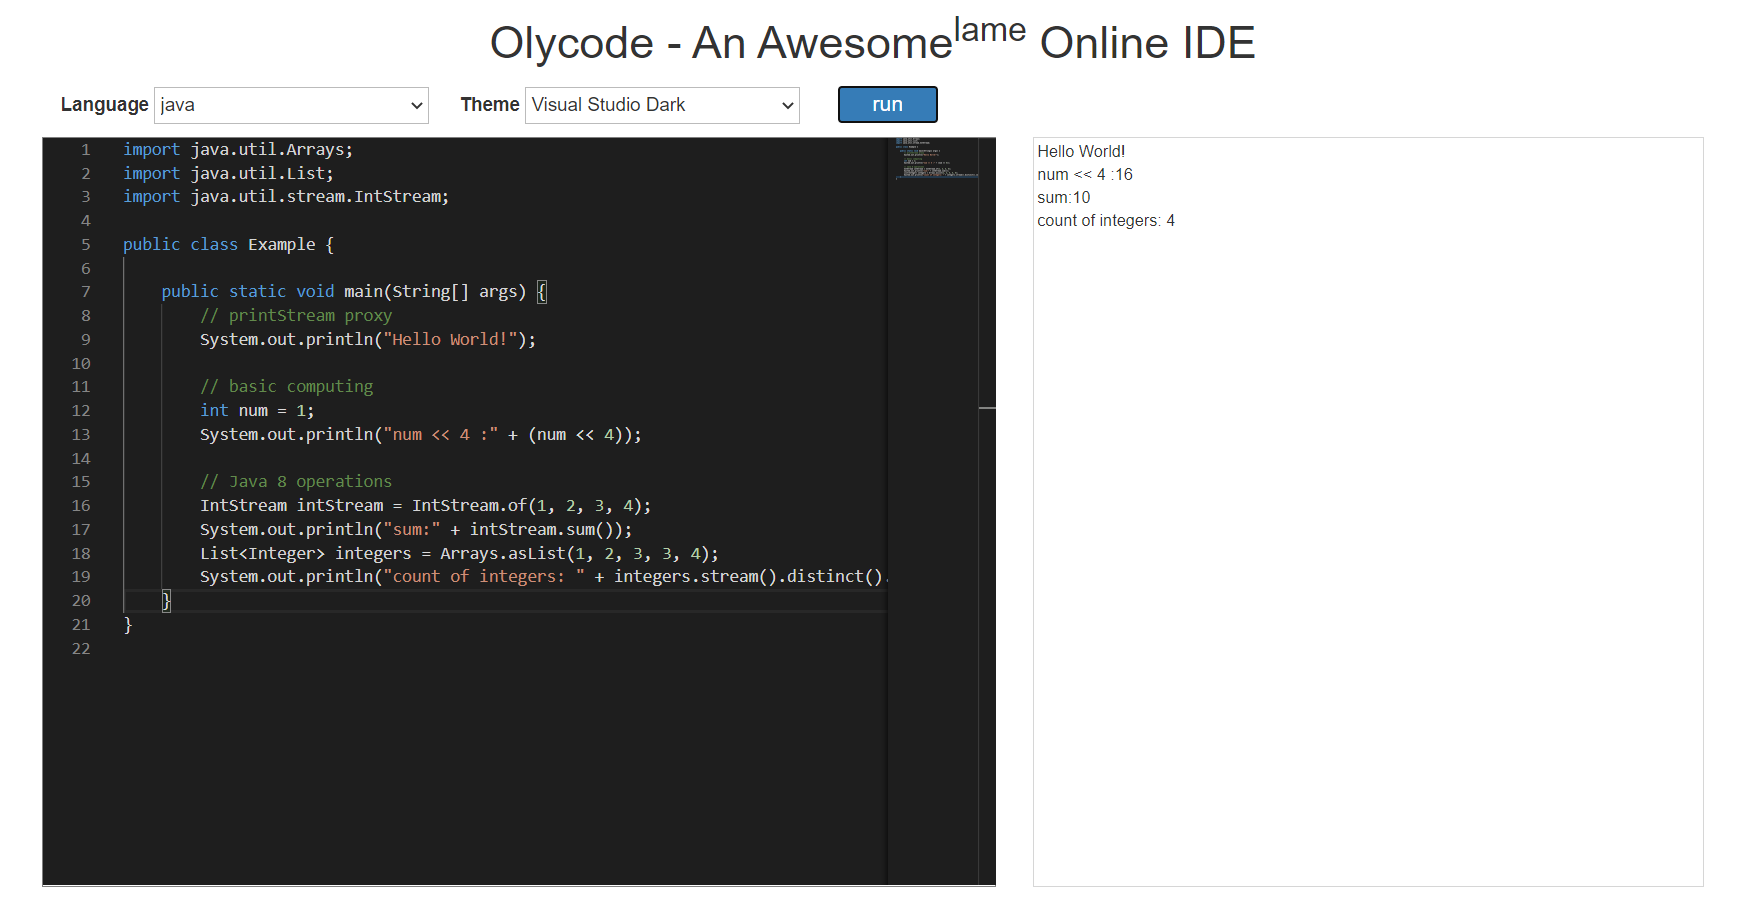 Olycode - An Awesomelame Online IDE
Language java Theme Visual Studio Dark run
1 import java.util.Arrays;
2 import java.util.List;
3 import java.util.stream.IntStream;
4
5 public class Example {
6
7 public static void main(String[] args) {
8 // printStream proxy
9 System.out.println("Hello World!");
10
11 // basic computing
12 int num = 1;
13 System.out.println("num << 4 :" + (num << 4));
14
15 // Java 8 operations
16 IntStream intStream = IntStream.of(1, 2, 3, 4);
17 System.out.println("sum:" + intStream.sum());
18 List<Integer> integers = Arrays.asList(1, 2, 3, 3, 4);
19 System.out.println("count of integers: " + integers.stream().distinct().
20 }
21 }
22
Hello World!
num << 4 :16
sum:10
count of integers: 4